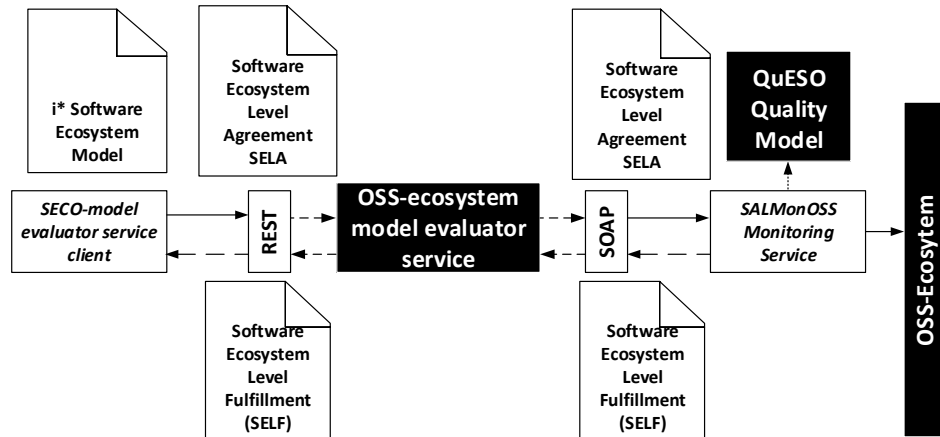 i* Software
Ecosystem
Model
Software
Ecosystem
Level
Agreement
SELA
Software
Ecosystem
Level
Agreement
SELA
QuESO
Quality
Model
SECO-model
evaluator service
client
REST
OSS-ecosystem
model evaluator
service
SOAP
SALMonOSS
Monitoring
Service
OSS-Ecosytem
Software
Ecosystem
Level
Fulfillment
(SELF)
Software
Ecosystem
Level
Fulfillment
(SELF)